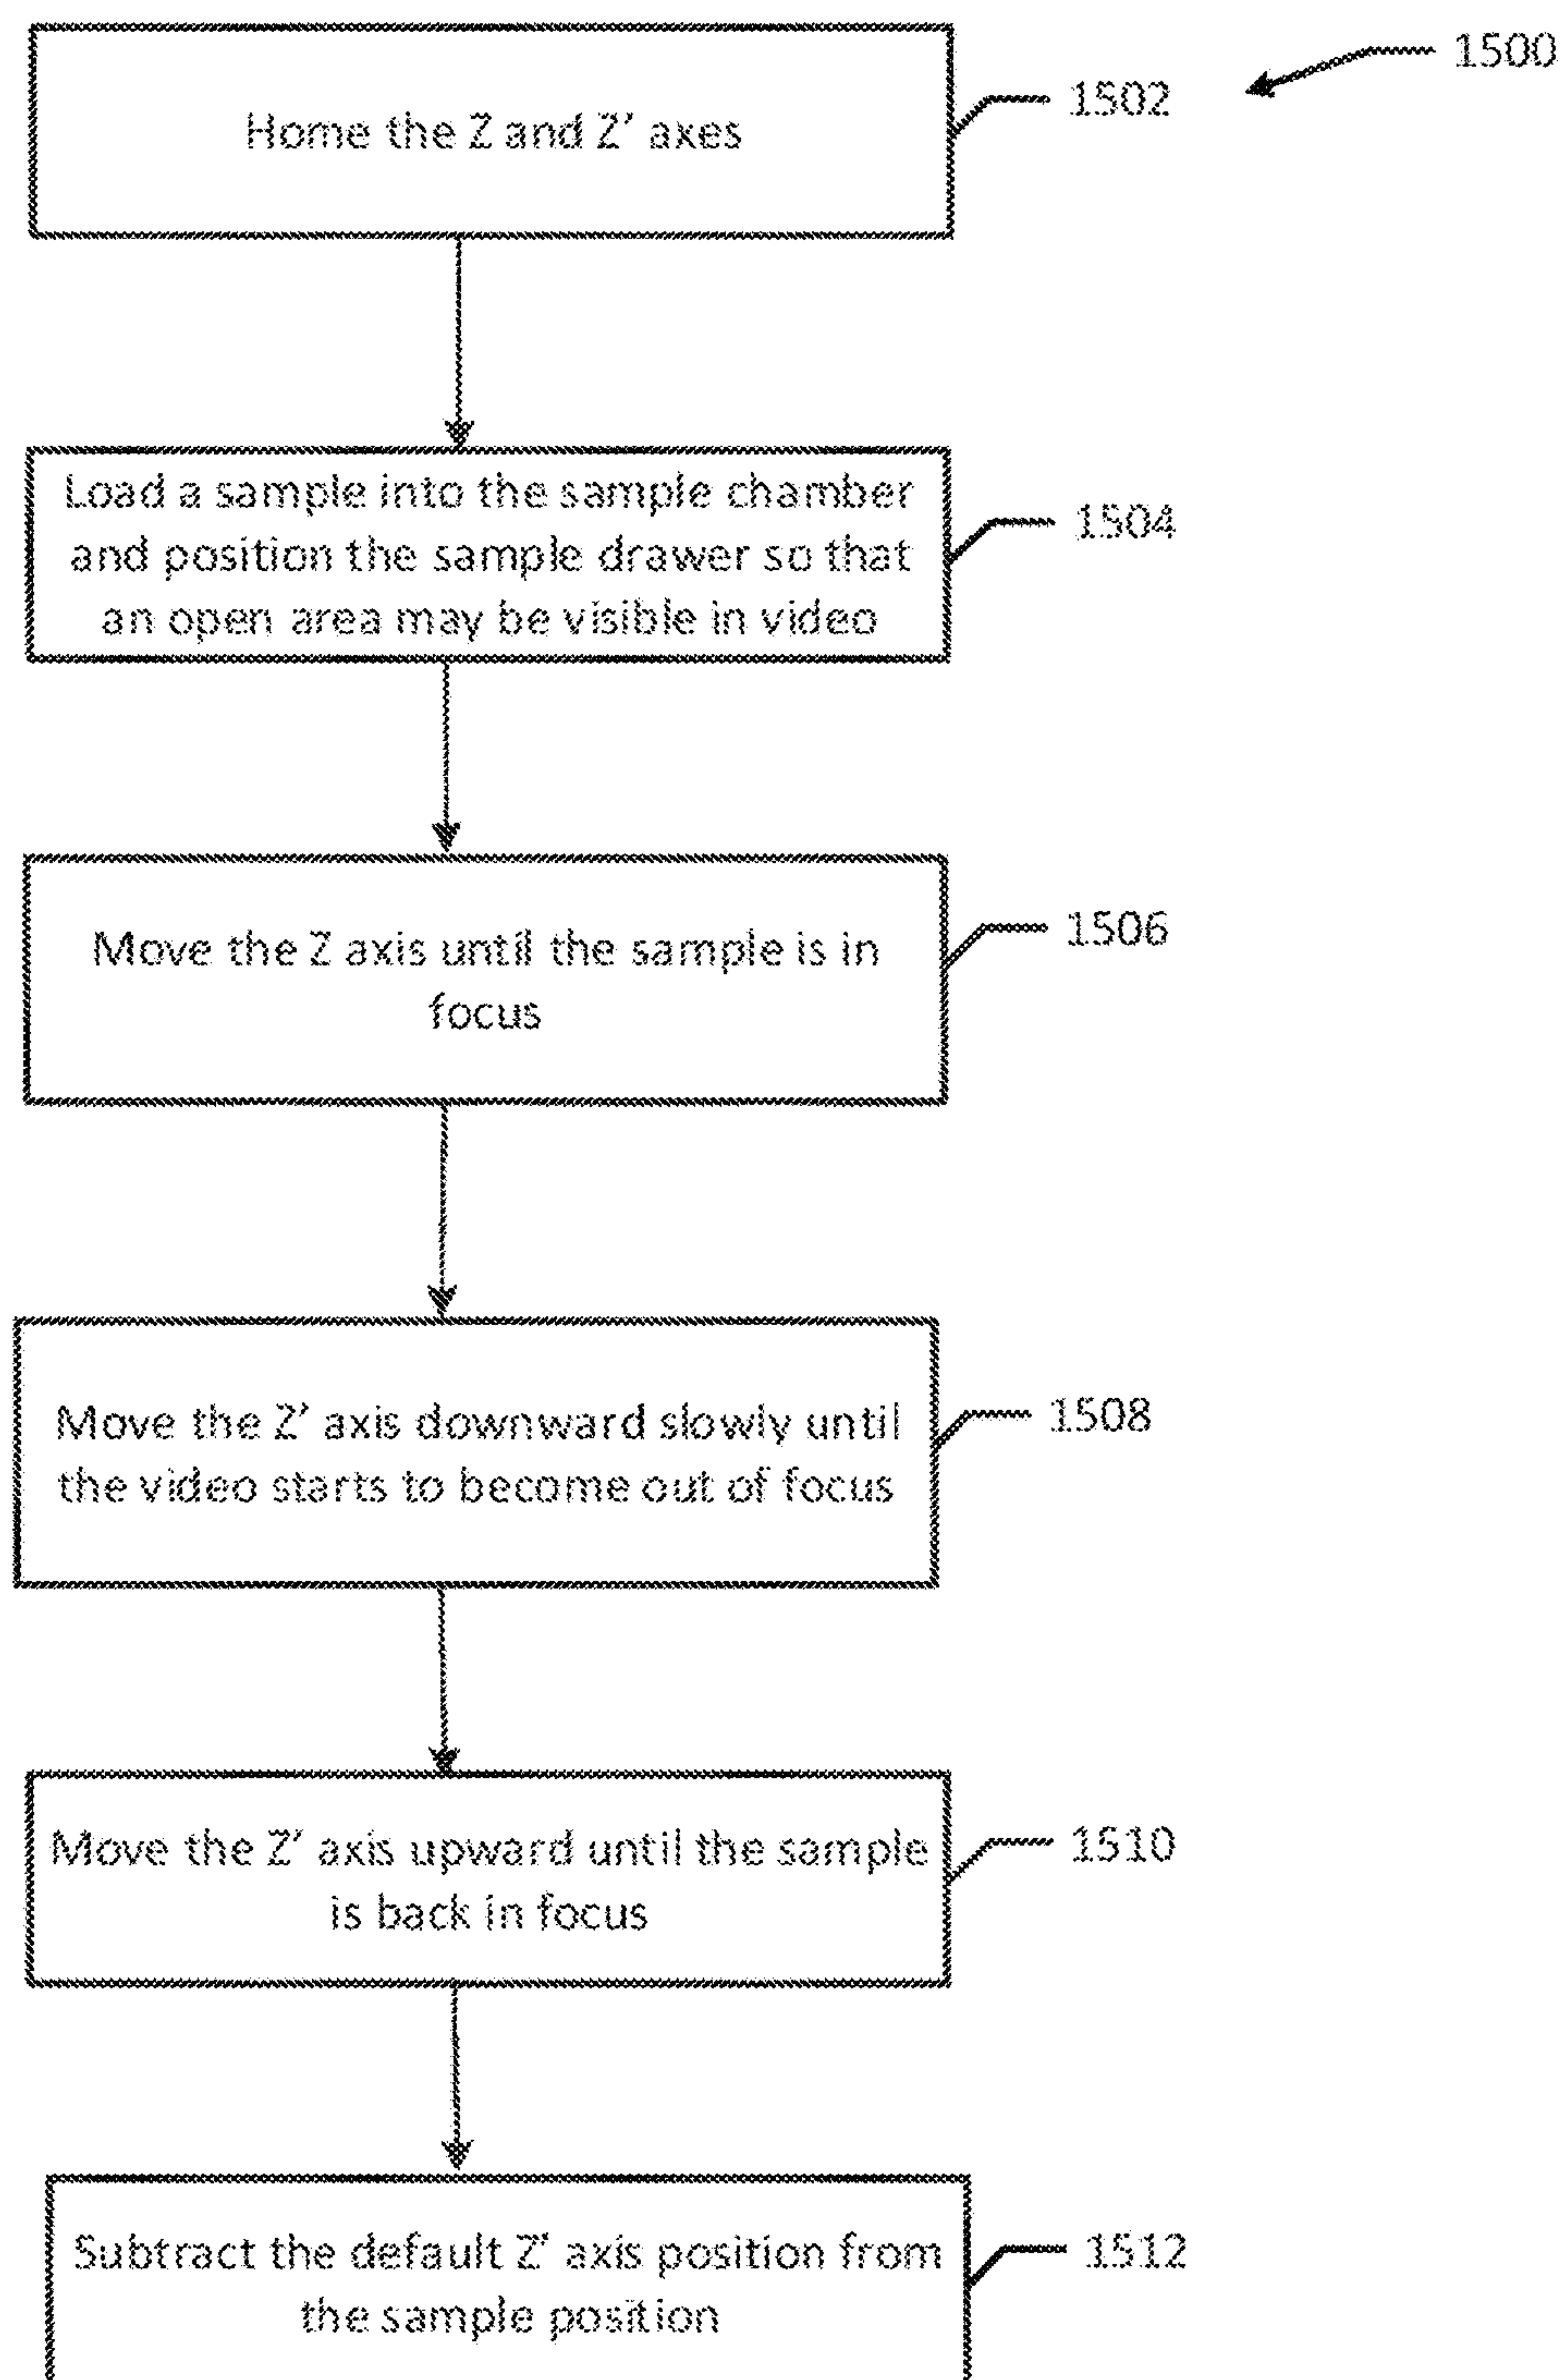 1500
Home the Z and Z' axes
1502
Load a sample into the sample chamber
and position the sample drawer so that
an open area may be visible in video
1504
Move the Z axis until the sample is in
focus
1506
Move the Z' axis downward slowly until
the video starts to become out of focus
1508
Move the Z' axis upward until the sample
is back in focus
1510
Subtract the default Z' axis position from
the sample position
1512